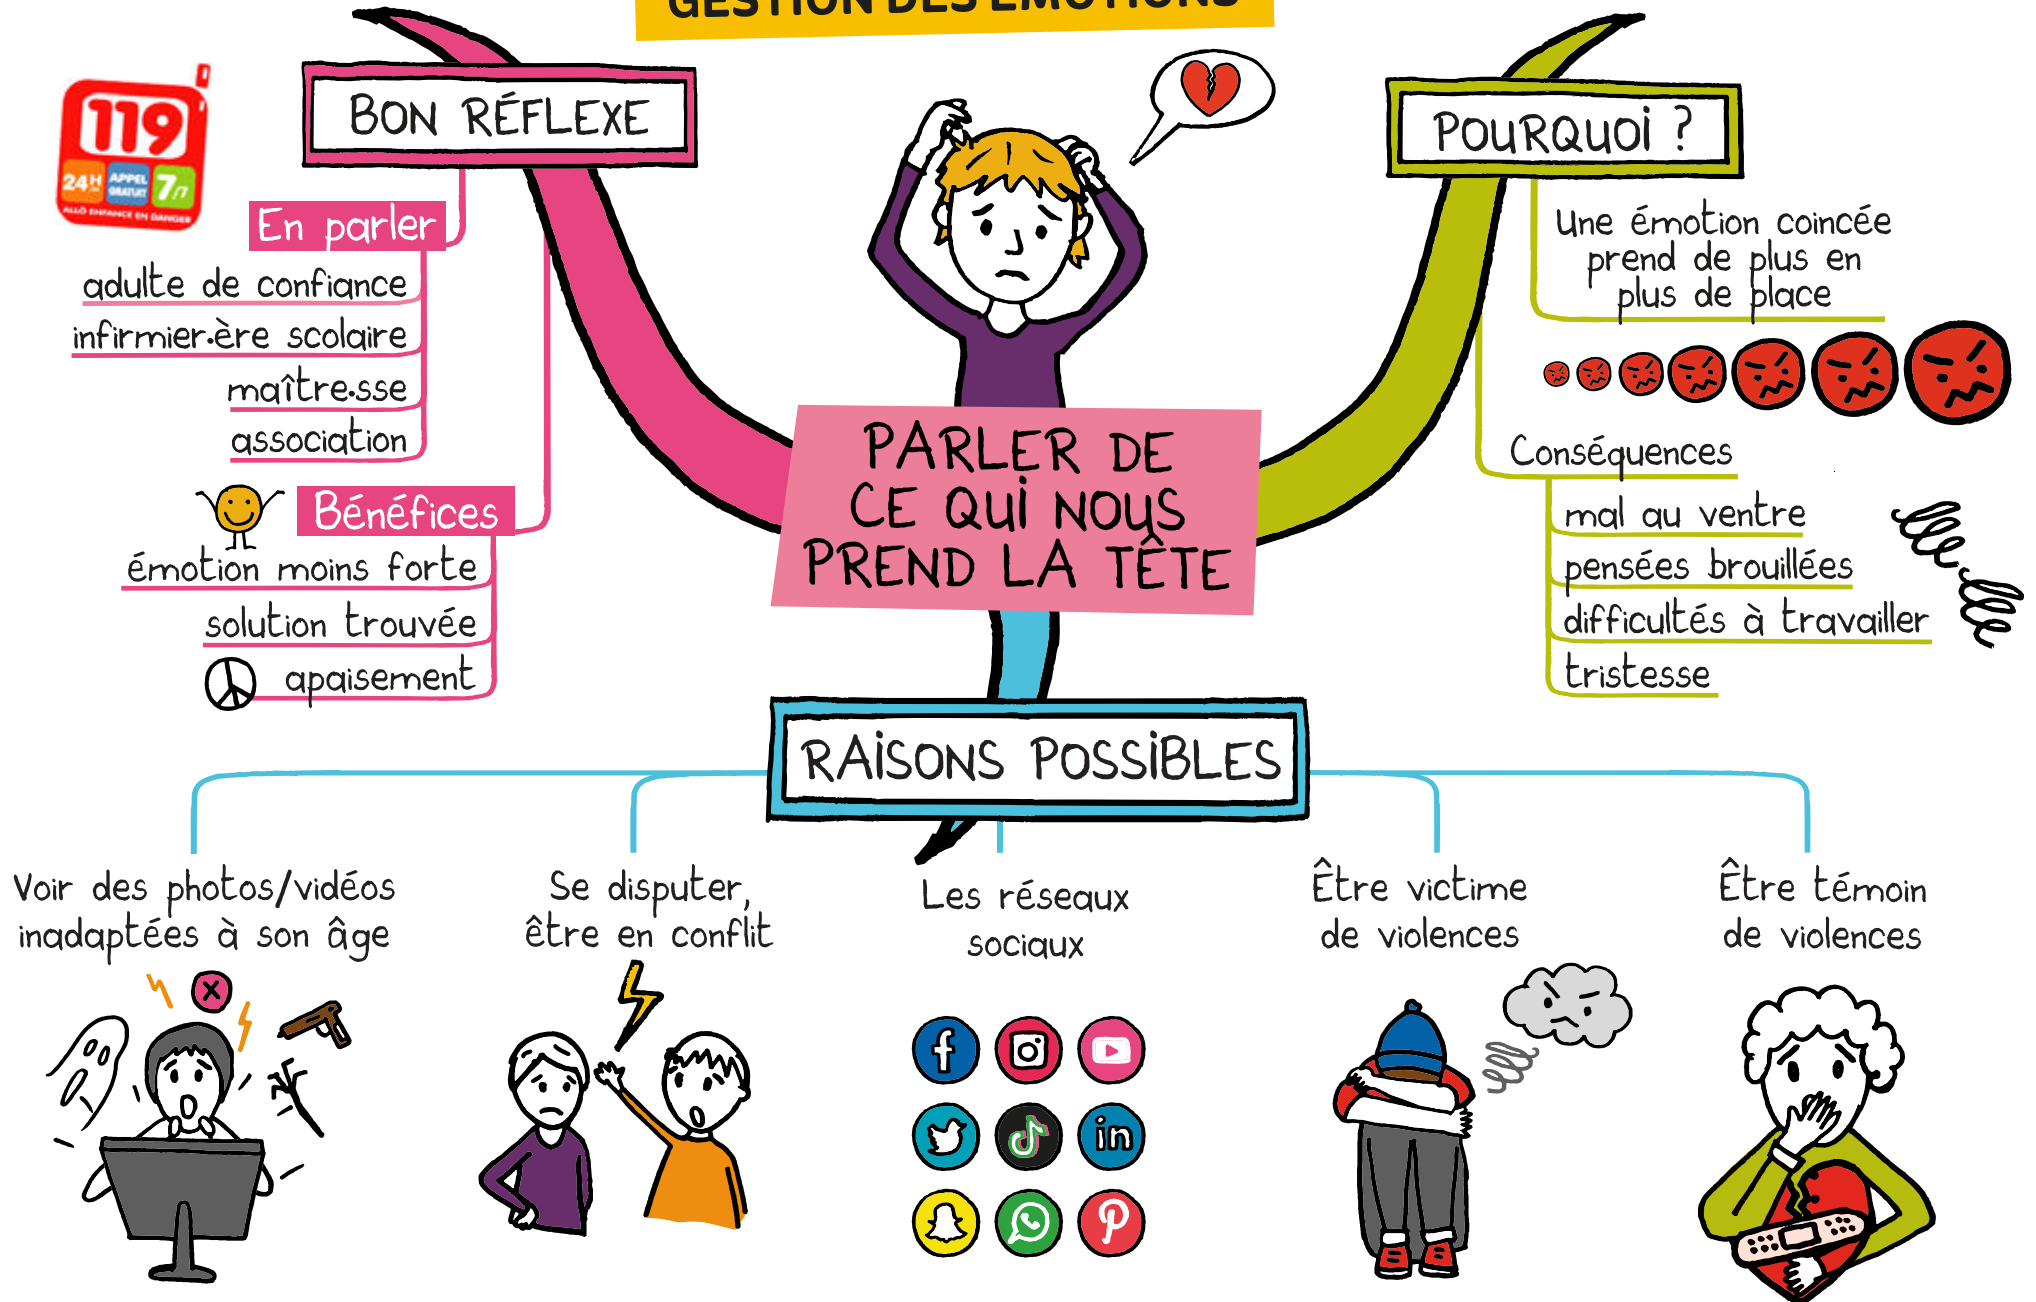 GESTION DES ÉMOTIONS
119
24H
APPEL
GRATUIT
7/7
ALLÔ ENFANCE EN DANGER
BON RÉFLEXE
En parler
adulte de confiance
infirmier·ère scolaire
maître·sse
association
Bénéfices
émotion moins forte
solution trouvée
apaisement
POURQUOI ?
Une émotion coincée
prend de plus en
plus de place
Conséquences
mal au ventre
pensées brouillées
difficultés à travailler
tristesse
PARLER DE
CE QUI NOUS
PREND LA TÊTE
RAISONS POSSIBLES
Voir des photos/vidéos
inadaptées à son âge
Se disputer,
être en conflit
Les réseaux
sociaux
Être victime
de violences
Être témoin
de violences